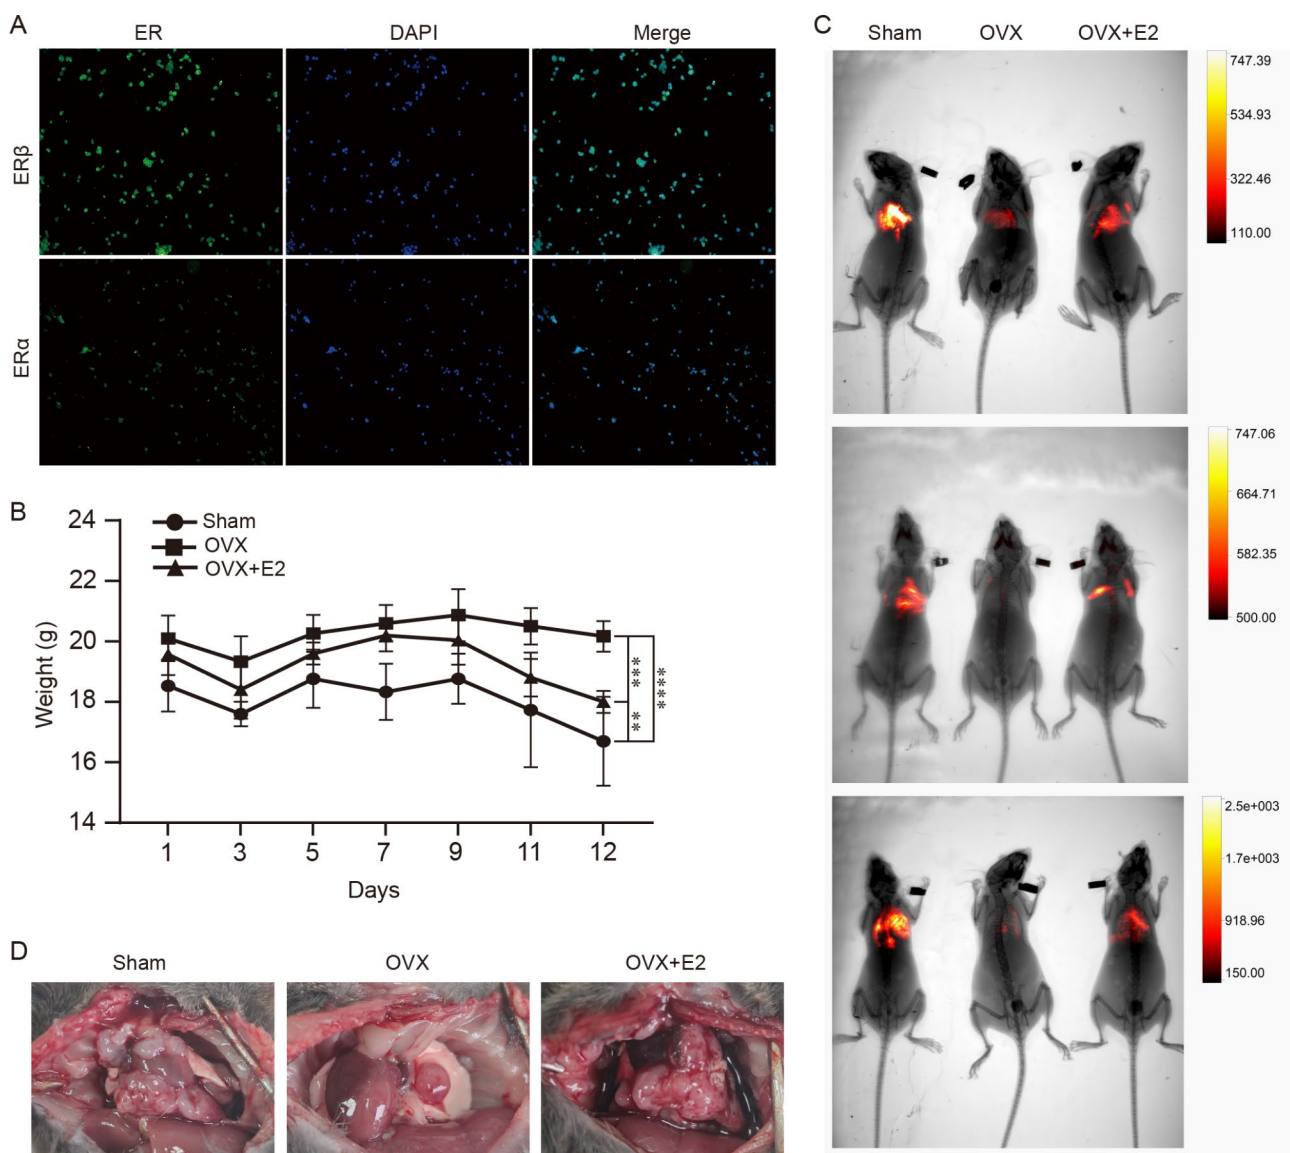 A
ER
DAPI
Merge
ERβ
ERα
B
24
22
20
18
16
14
Weight (g)
Sham
OVX
OVX+E2
***
**
****
1
3
5
7
9
11
12
Days
C
Sham
OVX
OVX+E2
747.39
534.93
322.46
110.00
747.06
664.71
582.35
500.00
2.5e+003
1.7e+003
918.96
150.00
D
Sham
OVX
OVX+E2